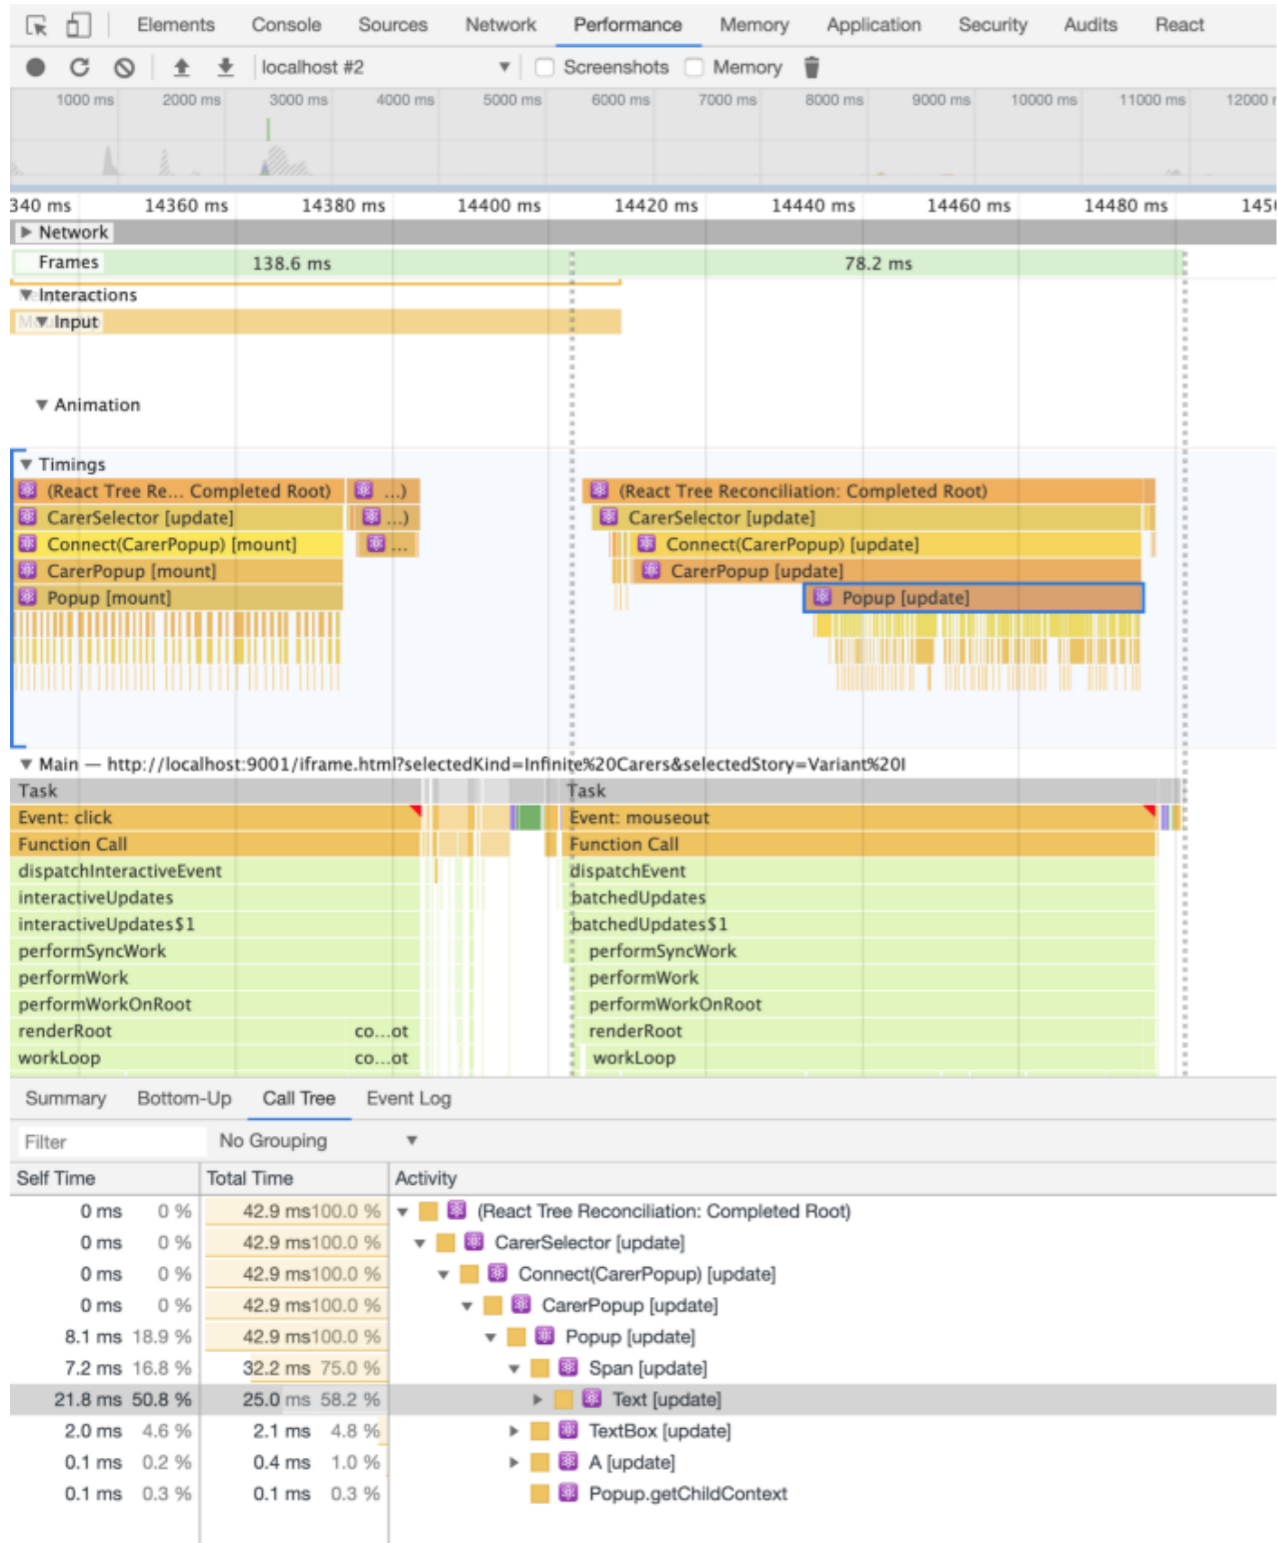 Elements Console Sources Network Performance Memory Application Security Audits React
localhost #2 ▼ Screenshots Memory
1000 ms 2000 ms 3000 ms 4000 ms 5000 ms 6000 ms 7000 ms 8000 ms 9000 ms 10000 ms 11000 ms 12000
340 ms 14360 ms 14380 ms 14400 ms 14420 ms 14440 ms 14460 ms 14480 ms 145
▶ Network
Frames 138.6 ms 78.2 ms
▼ Interactions
▼ Input
▼ Animation
▼ Timings
(React Tree Re... Completed Root) ...) (React Tree Reconciliation: Completed Root)
CarerSelector [update] ...) CarerSelector [update]
Connect(CarerPopup) [mount] ... Connect(CarerPopup) [update]
CarerPopup [mount] CarerPopup [update]
Popup [mount] Popup [update]
▼ Main — http://localhost:9001/iframe.html?selectedKind=Infinite%20Carers&selectedStory=Variant%20I
Task Task
Event: click Event: mouseout
Function Call Function Call
dispatchInteractiveEvent dispatchEvent
interactiveUpdates batchedUpdates
interactiveUpdates$1 batchedUpdates$1
performSyncWork performSyncWork
performWork performWork
performWorkOnRoot performWorkOnRoot
renderRoot co...ot renderRoot
workLoop co...ot workLoop
Summary Bottom-Up Call Tree Event Log
Filter No Grouping ▼
Self Time Total Time Activity
0 ms 0 % 42.9 ms 100.0 % ▼ (React Tree Reconciliation: Completed Root)
0 ms 0 % 42.9 ms 100.0 % ▼ CarerSelector [update]
0 ms 0 % 42.9 ms 100.0 % ▼ Connect(CarerPopup) [update]
0 ms 0 % 42.9 ms 100.0 % ▼ CarerPopup [update]
8.1 ms 18.9 % 42.9 ms 100.0 % ▼ Popup [update]
7.2 ms 16.8 % 32.2 ms 75.0 % ▼ Span [update]
21.8 ms 50.8 % 25.0 ms 58.2 % ▶ Text [update]
2.0 ms 4.6 % 2.1 ms 4.8 % ▶ TextBox [update]
0.1 ms 0.2 % 0.4 ms 1.0 % ▶ A [update]
0.1 ms 0.3 % 0.1 ms 0.3 % Popup.getChildContext